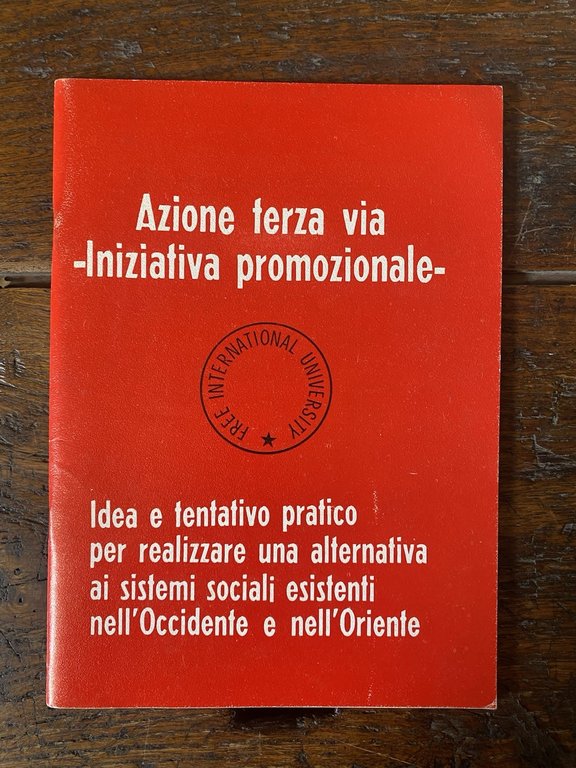 Azione terza via
-Iniziativa promozionale-
FREE INTERNATIONAL UNIVERSITY ★
Idea e tentativo pratico
per realizzare una alternativa
ai sistemi sociali esistenti
nell'Occidente e nell'Oriente